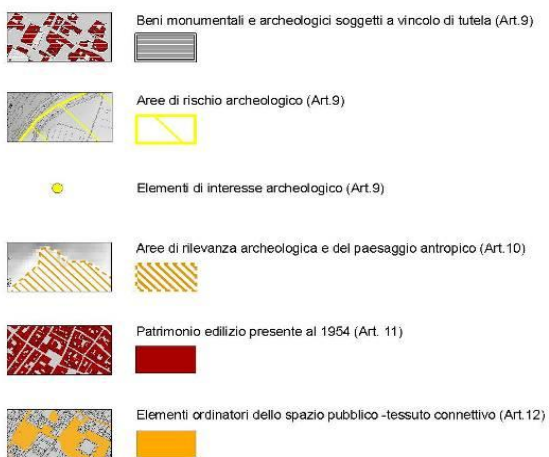 Beni monumentali e archeologici soggetti a vincolo di tutela (Art.9)
Aree di rischio archeologico (Art.9)
Elementi di interesse archeologico (Art.9)
Aree di rilevanza archeologica e del paesaggio antropico (Art.10)
Patrimonio edilizio presente al 1954 (Art. 11)
Elementi ordinatori dello spazio pubblico -tessuto connettivo (Art.12)